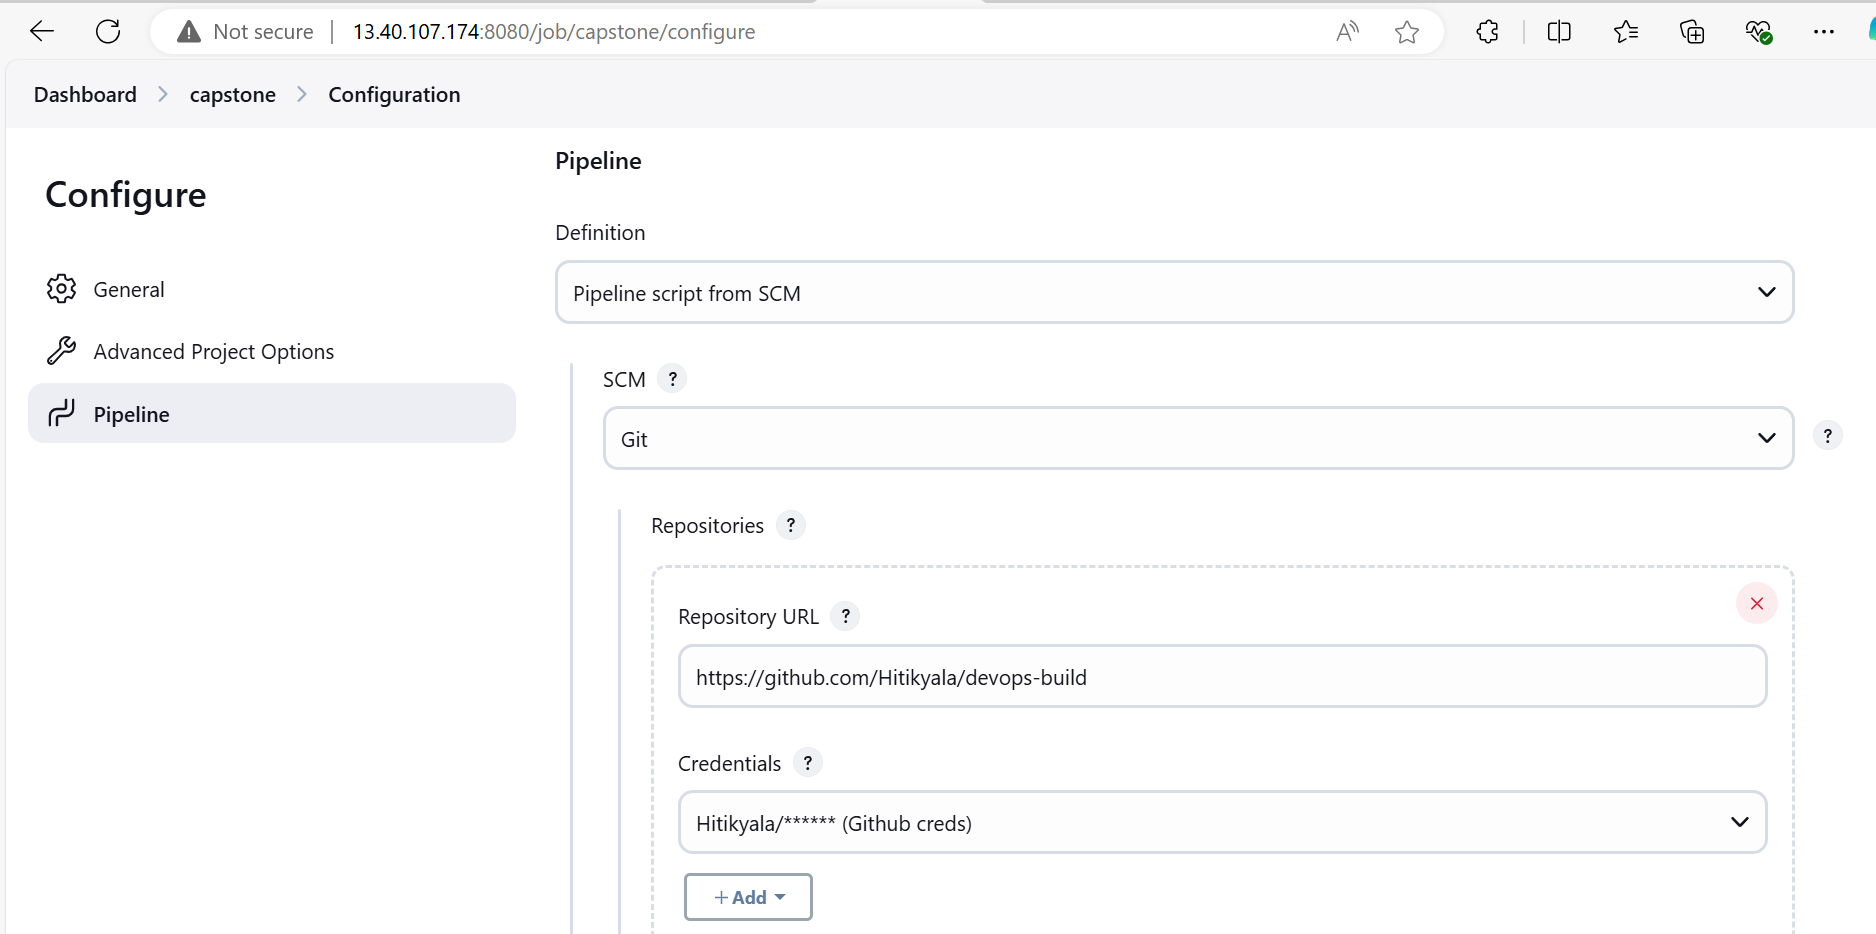 Not secure 13.40.107.174:8080/job/capstone/configure
Dashboard > capstone > Configuration
Configure
General
Advanced Project Options
Pipeline
Pipeline
Definition
Pipeline script from SCM
SCM ?
Git
?
Repositories ?
Repository URL ?
https://github.com/Hitikyala/devops-build
Credentials ?
Hitikyala/****** (Github creds)
+ Add